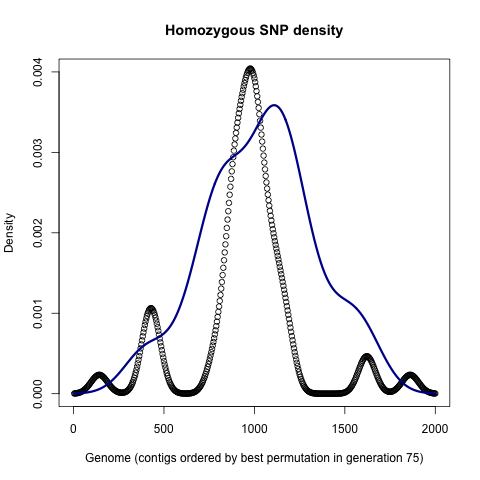 Homozygous SNP density
0.004
0.003
0.002
0.001
0.000
Density
0 500 1000 1500 2000
Genome (contigs ordered by best permutation in generation 75)